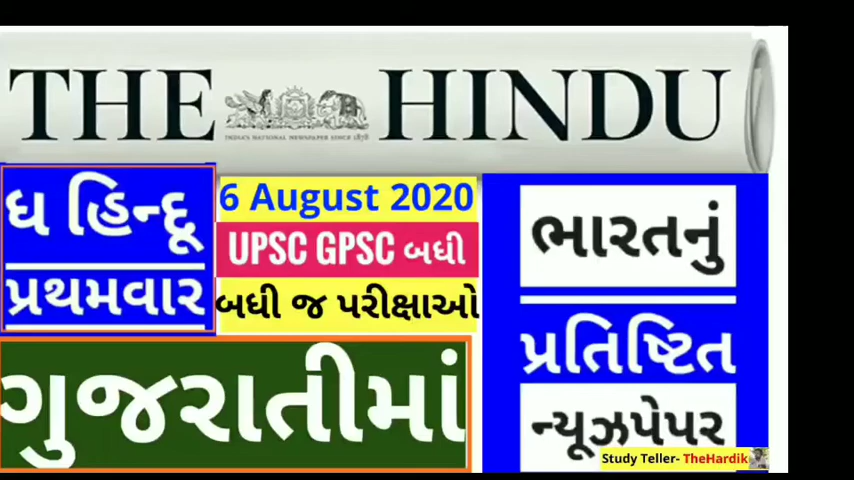 THE HINDU
INDIA'S NATIONAL NEWSPAPER SINCE 1878
ધ હિન્દૂ
પ્રથમવાર
6 August 2020
UPSC GPSC બધી
બધી જ પરીક્ષાઓ
ગુજરાતીમાં
ભારતનું
પ્રતિષ્ટિત
ન્યૂઝપેપર
Study Teller- TheHardik